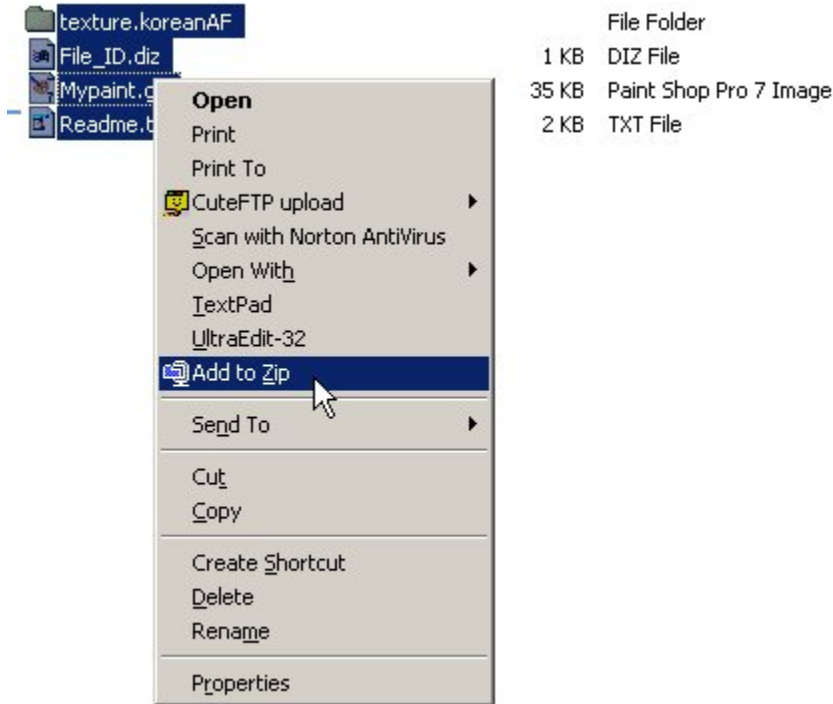 texture.koreanAF File Folder
File_ID.diz 1 KB DIZ File
Mypaint.g 35 KB Paint Shop Pro 7 Image
Readme.t 2 KB TXT File
Open
Print
Print To
CuteFTP upload
Scan with Norton AntiVirus
Open With
TextPad
UltraEdit-32
Add to Zip
Send To
Cut
Copy
Create Shortcut
Delete
Rename
Properties